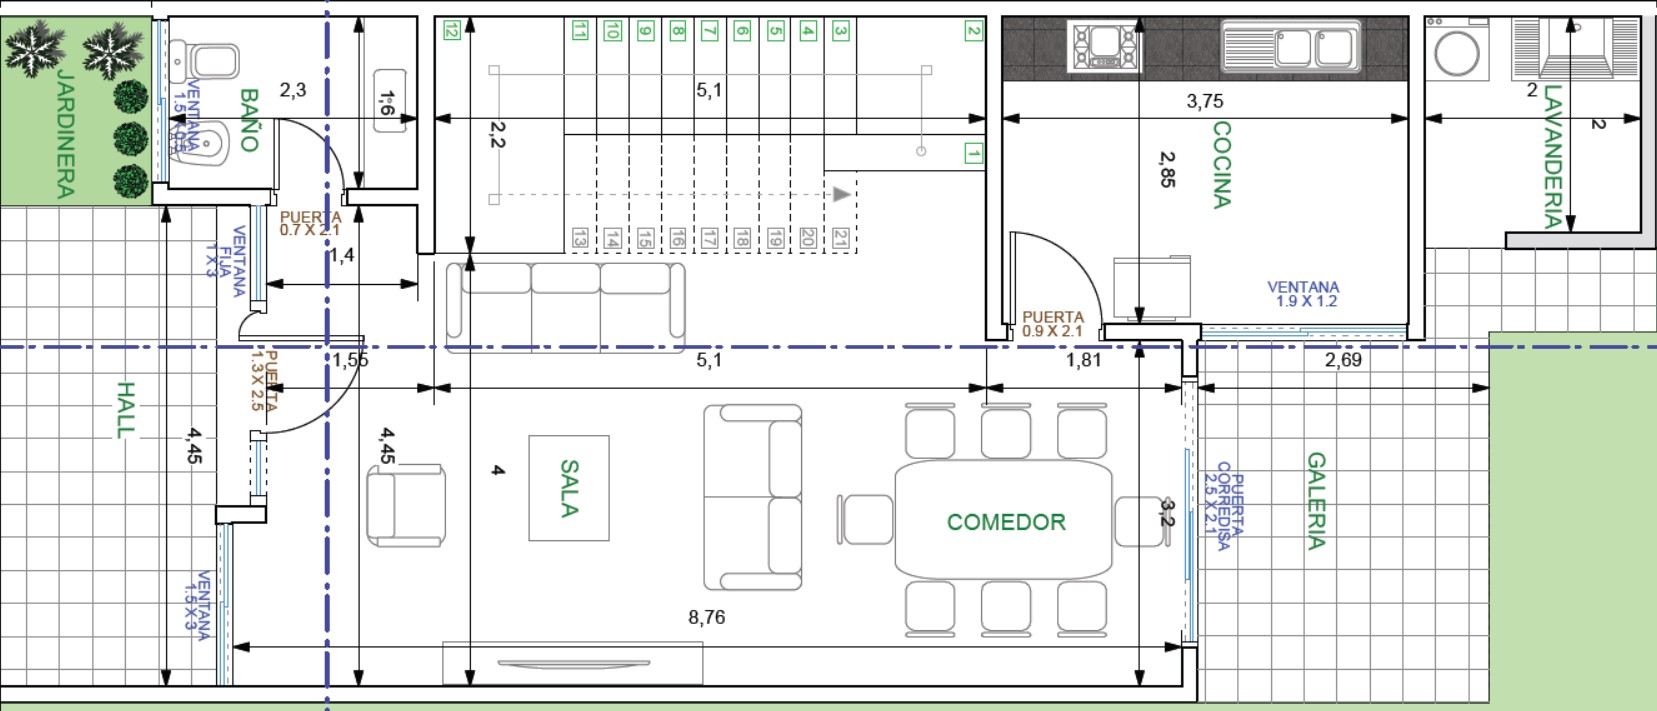 12
11
10
9
8
7
6
5
4
3
2
1
13
14
15
16
17
18
19
20
21
JARDINERA
VENTANA
1.5 X 0.5
BAÑO
2,3
1,6
2,2
5,1
3,75
COCINA
2,85
2
LAVANDERIA
2
PUERTA
0.7 X 2.1
VENTANA
FIJA
1 X 3
1,4
VENTANA
1.9 X 1.2
PUERTA
0.9 X 2.1
PUERTA
1.3 X 2.5
1,55
5,1
1,81
2,69
HALL
4,45
4,45
4
SALA
COMEDOR
3,2
PUERTA
CORREDISA
2.5 X 2.1
GALERIA
VENTANA
1.5 X 3
8,76